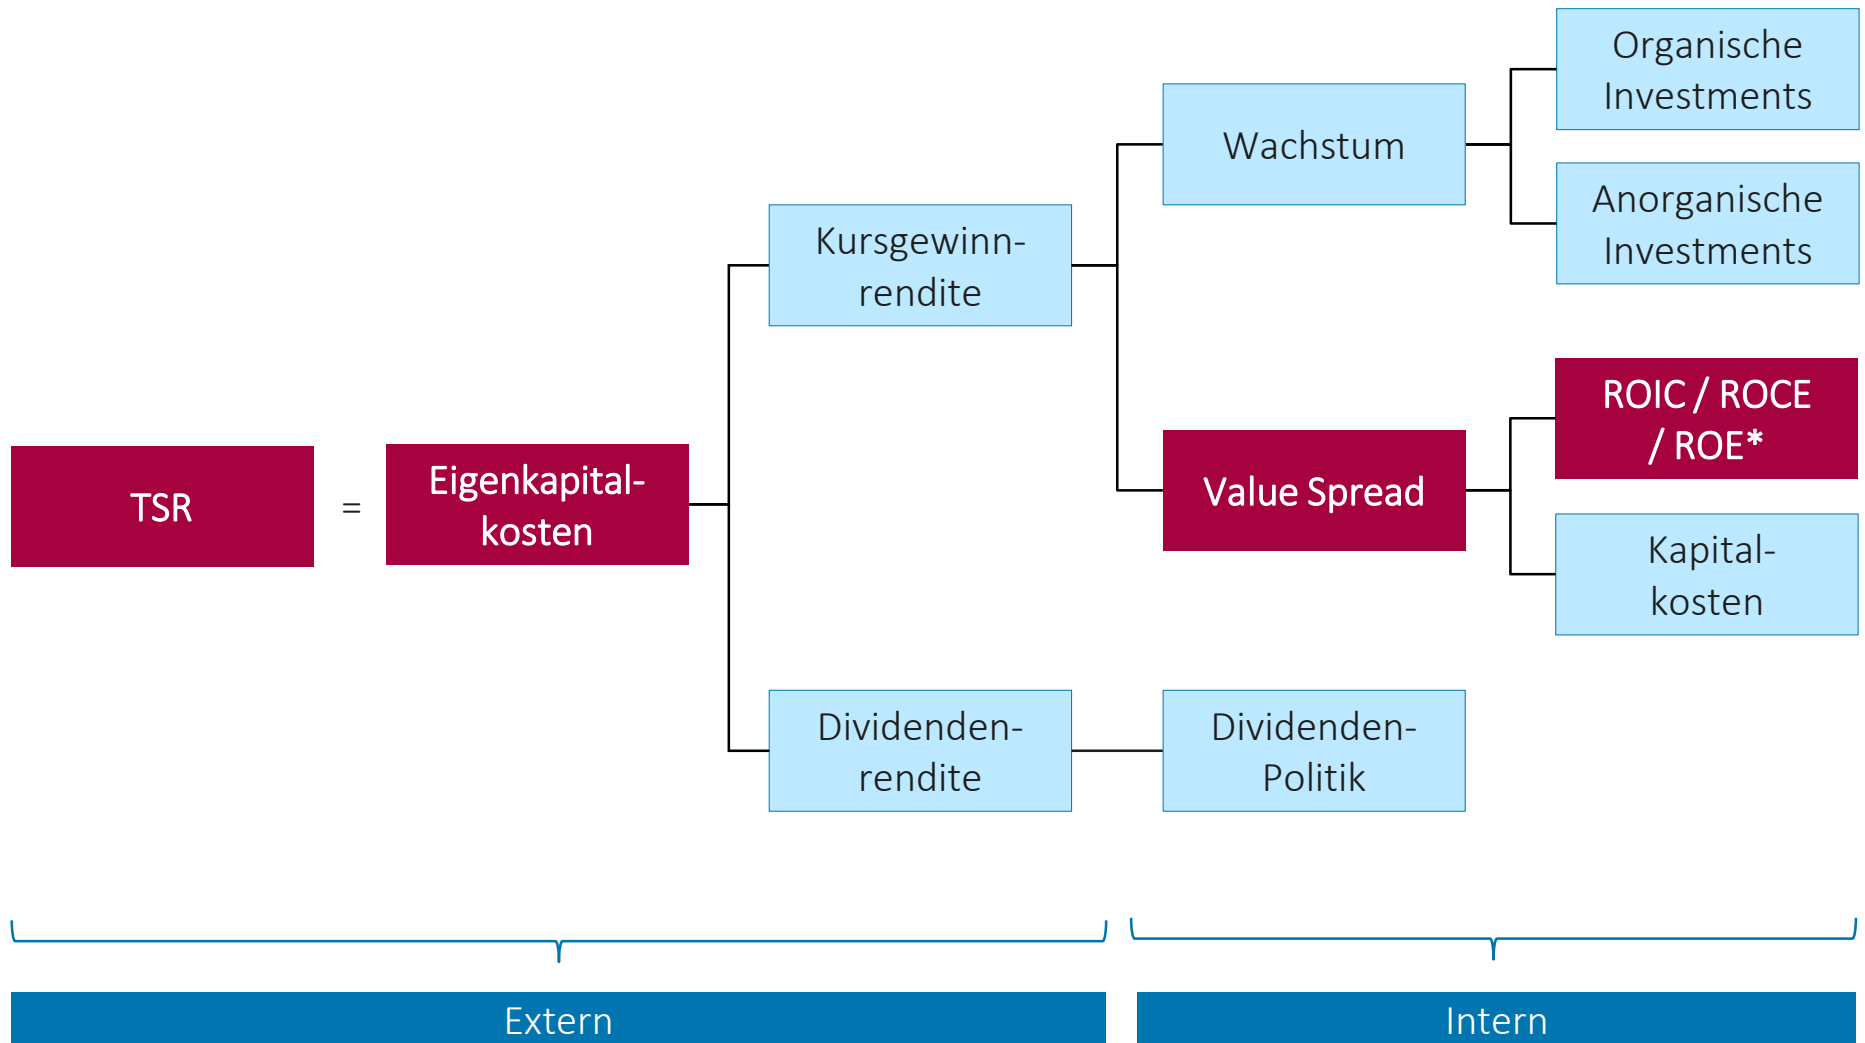 Organische
Investments
Wachstum
Anorganische
Investments
Kursgewinn-
rendite
ROIC / ROCE
/ ROE*
TSR
=
Eigenkapital-
kosten
Value Spread
Kapital-
kosten
Dividenden-
rendite
Dividenden-
Politik
Extern
Intern